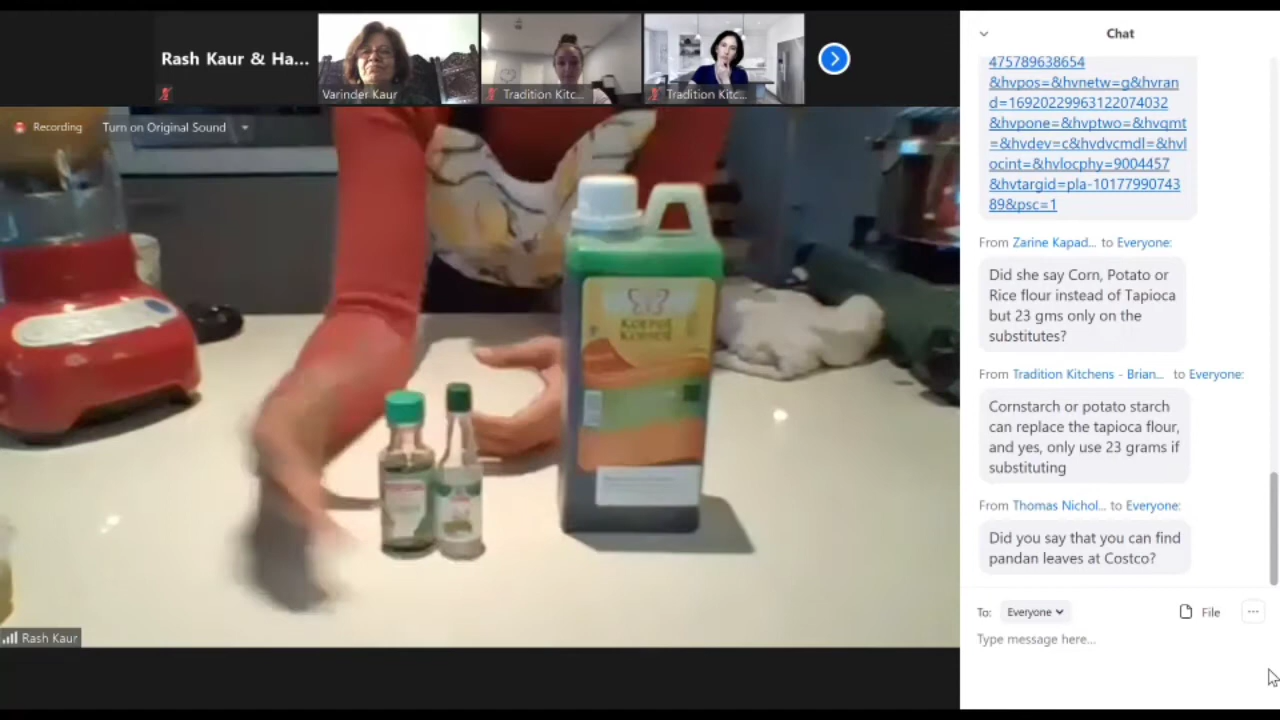 Rash Kaur & Ha...
Varinder Kaur
Tradition Kitc...
Tradition Kitc...
Recording
Turn on Original Sound
KOEPOE
KOEPOE
Rash Kaur
Chat
475789638654
&hvpos=&hvnetw=g&hvran
d=16920229963122074032
&hvpone=&hvptwo=&hvqmt
=&hvdev=c&hvdvcmdl=&hvl
ocint=&hvlocphy=9004457
&hvtargid=pla-10177990743
89&psc=1
From Zarine Kapad... to Everyone:
Did she say Corn, Potato or
Rice flour instead of Tapioca
but 23 gms only on the
substitutes?
From Tradition Kitchens - Brian... to Everyone:
Cornstarch or potato starch
can replace the tapioca flour,
and yes, only use 23 grams if
substituting
From Thomas Nichol... to Everyone:
Did you say that you can find
pandan leaves at Costco?
To: Everyone File
Type message here...